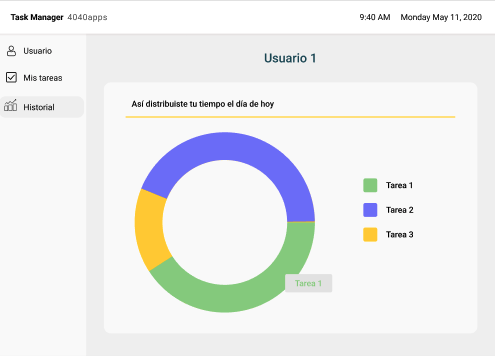 Task Manager 4040apps
9:40 AM Monday May 11, 2020
Usuario
Mis tareas
Historial
Usuario 1
Así distribuiste tu tiempo el día de hoy
Tarea 1
Tarea 2
Tarea 3
Tarea 1